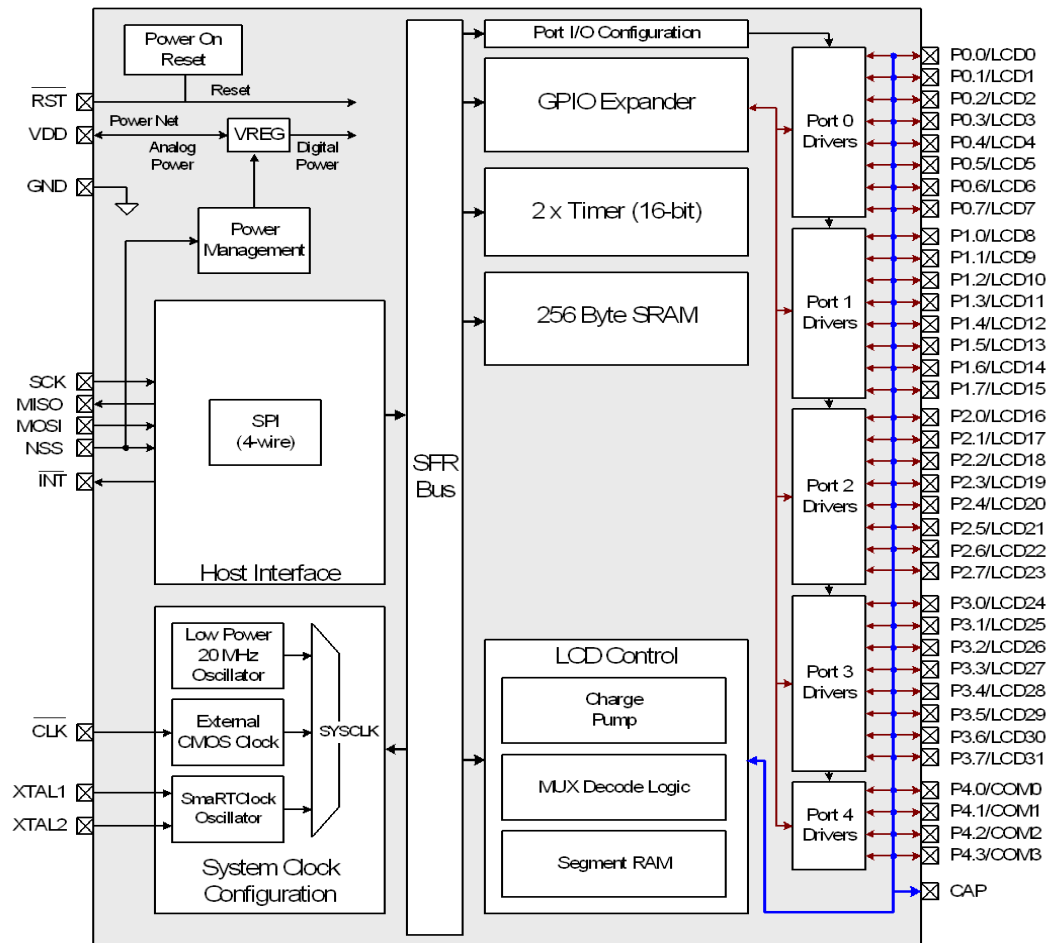 Power On
Reset
RST
Reset
VDD
Power Net
VREG
Analog
Power
Digital
Power
GND
Power
Management
SCK
MISO
MOSI
NSS
INT
SPI
(4-wire)
Host Interface
Low Power
20 MHz
Oscillator
CLK
External
CMOS Clock
SYSCLK
XTAL1
XTAL2
SmaRTClock
Oscillator
System Clock
Configuration
SFR
Bus
Port I/O Configuration
GPIO Expander
2 x Timer (16-bit)
256 Byte SRAM
LCD Control
Charge
Pump
MUX Decode Logic
Segment RAM
Port 0
Drivers
Port 1
Drivers
Port 2
Drivers
Port 3
Drivers
Port 4
Drivers
P0.0/LCD0
P0.1/LCD1
P0.2/LCD2
P0.3/LCD3
P0.4/LCD4
P0.5/LCD5
P0.6/LCD6
P0.7/LCD7
P1.0/LCD8
P1.1/LCD9
P1.2/LCD10
P1.3/LCD11
P1.4/LCD12
P1.5/LCD13
P1.6/LCD14
P1.7/LCD15
P2.0/LCD16
P2.1/LCD17
P2.2/LCD18
P2.3/LCD19
P2.4/LCD20
P2.5/LCD21
P2.6/LCD22
P2.7/LCD23
P3.0/LCD24
P3.1/LCD25
P3.2/LCD26
P3.3/LCD27
P3.4/LCD28
P3.5/LCD29
P3.6/LCD30
P3.7/LCD31
P4.0/COM0
P4.1/COM1
P4.2/COM2
P4.3/COM3
CAP